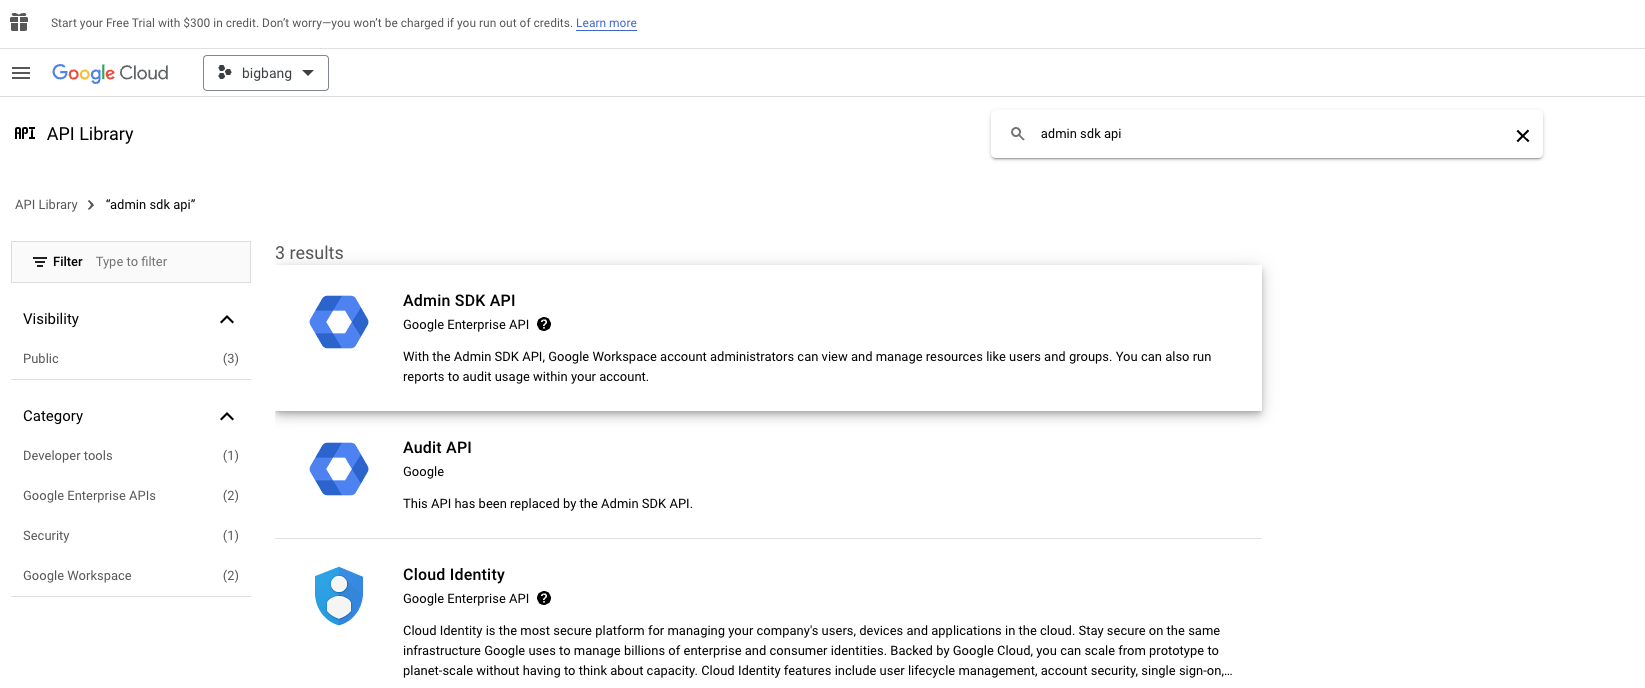 Start your Free Trial with $300 in credit. Don’t worry—you won’t be charged if you run out of credits. Learn more
Google Cloud
bigbang
API API Library
admin sdk api
API Library “admin sdk api”
Filter Type to filter
Visibility
Public (3)
Category
Developer tools (1)
Google Enterprise APIs (2)
Security (1)
Google Workspace (2)
3 results
Admin SDK API
Google Enterprise API
With the Admin SDK API, Google Workspace account administrators can view and manage resources like users and groups. You can also run
reports to audit usage within your account.
Audit API
Google
This API has been replaced by the Admin SDK API.
Cloud Identity
Google Enterprise API
Cloud Identity is the most secure platform for managing your company's users, devices and applications in the cloud. Stay secure on the same
infrastructure Google uses to manage billions of enterprise and consumer identities. Backed by Google Cloud, you can scale from prototype to
planet-scale without having to think about capacity. Cloud Identity features include user lifecycle management, account security, single sign-on,...